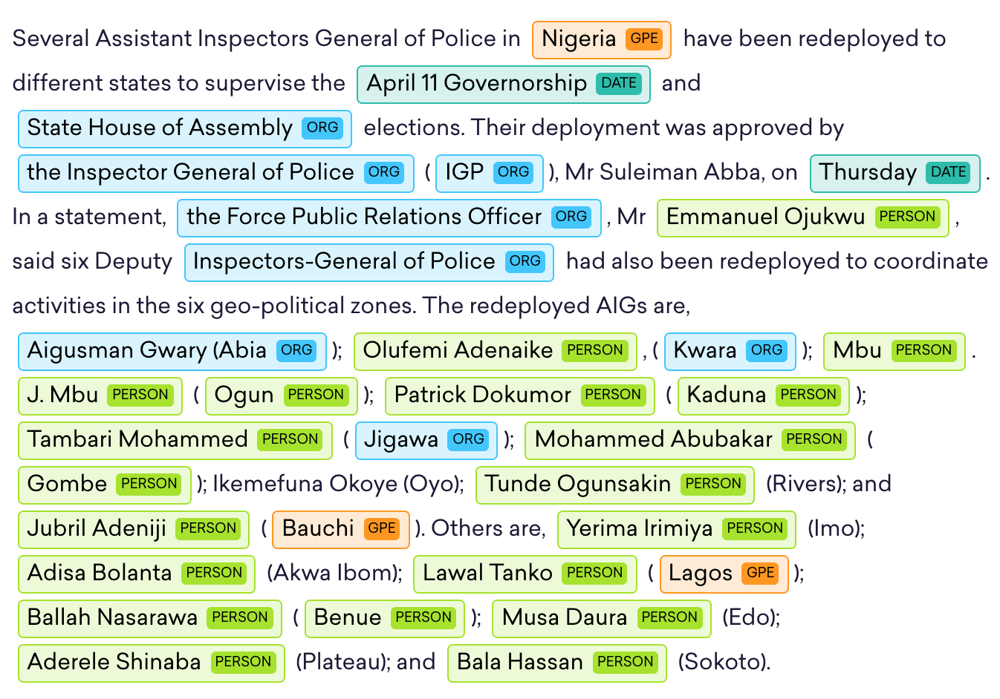 Several Assistant Inspectors General of Police in Nigeria GPE have been redeployed to
different states to supervise the April 11 Governorship DATE and
State House of Assembly ORG elections. Their deployment was approved by
the Inspector General of Police ORG ( IGP ORG ), Mr Suleiman Abba, on Thursday DATE .
In a statement, the Force Public Relations Officer ORG , Mr Emmanuel Ojukwu PERSON ,
said six Deputy Inspectors-General of Police ORG had also been redeployed to coordinate
activities in the six geo-political zones. The redeployed AIGs are,
Aigusman Gwary (Abia ORG ); Olufemi Adenaike PERSON , ( Kwara ORG ); Mbu PERSON .
J. Mbu PERSON ( Ogun PERSON ); Patrick Dokumor PERSON ( Kaduna PERSON );
Tambari Mohammed PERSON ( Jigawa ORG ); Mohammed Abubakar PERSON (
Gombe PERSON ); Ikemefuna Okoye (Oyo); Tunde Ogunsakin PERSON (Rivers); and
Jubril Adeniji PERSON ( Bauchi GPE ). Others are, Yerima Irimiya PERSON (Imo);
Adisa Bolanta PERSON (Akwa Ibom); Lawal Tanko PERSON ( Lagos GPE );
Ballah Nasarawa PERSON ( Benue PERSON ); Musa Daura PERSON (Edo);
Aderele Shinaba PERSON (Plateau); and Bala Hassan PERSON (Sokoto).